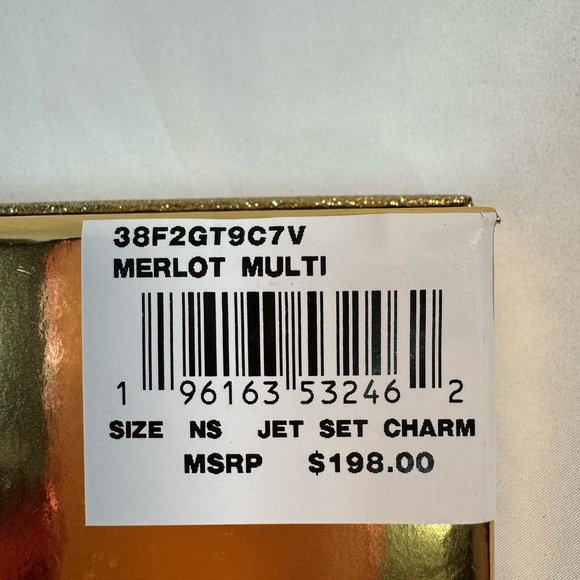 38F2GT9C7V
MERLOT MULTI
1 96163 53246 2
SIZE NS JET SET CHARM
MSRP $198.00